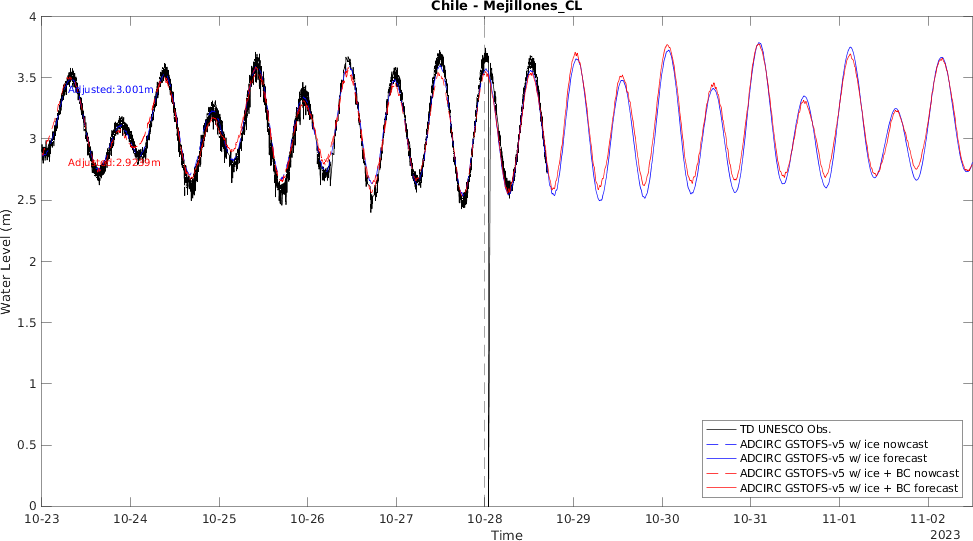 Chile - Mejillones_CL
4
3.5
3
2.5
2
1.5
1
0.5
0
Water Level (m)
Adjusted:3.001m
Adjusted:2.9299m
10-23
10-24
10-25
10-26
10-27
10-28
10-29
10-30
10-31
11-01
11-02
2023
Time
TD UNESCO Obs.
ADCIRC GSTOFS-v5 w/ ice nowcast
ADCIRC GSTOFS-v5 w/ ice forecast
ADCIRC GSTOFS-v5 w/ ice + BC nowcast
ADCIRC GSTOFS-v5 w/ ice + BC forecast